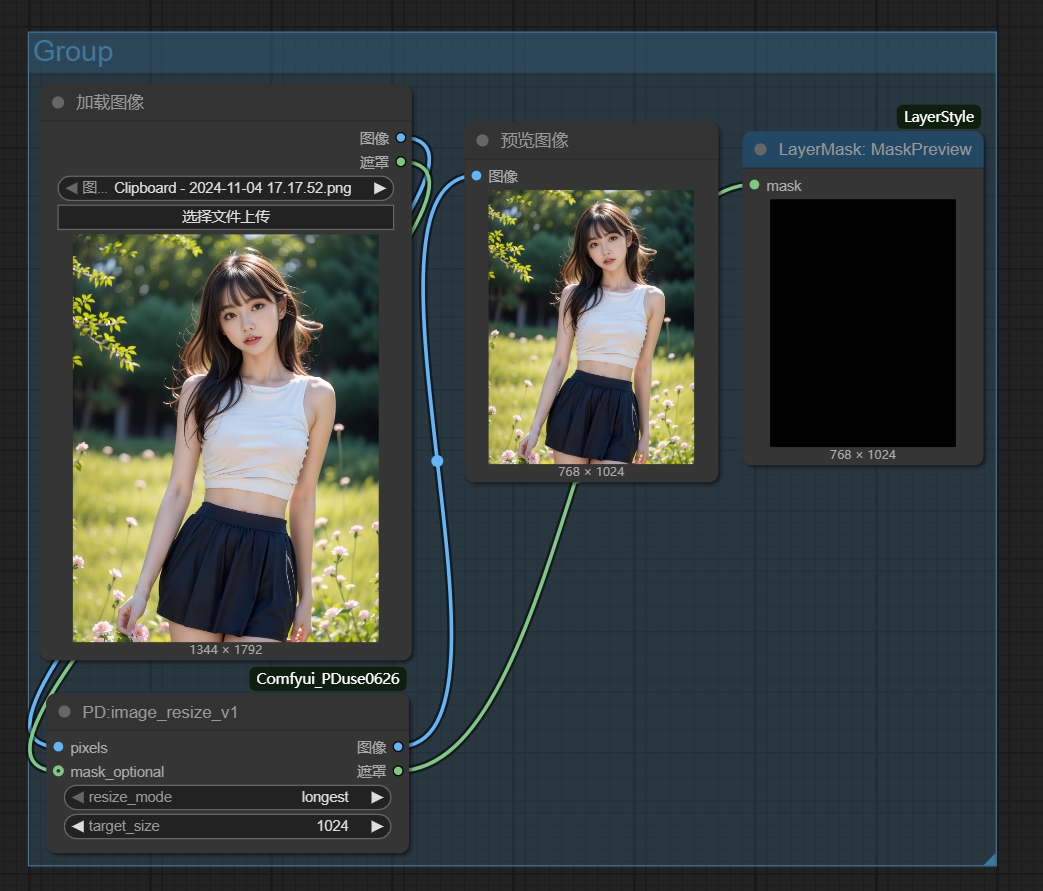 Group
加载图像
图像
遮罩
图... Clipboard - 2024-11-04 17.17.52.png
选择文件上传
1344 × 1792
预览图像
图像
768 × 1024
LayerStyle
LayerMask: MaskPreview
mask
768 × 1024
Comfyui_PDuse0626
PD:image_resize_v1
pixels 图像
mask_optional 遮罩
resize_mode longest
target_size 1024